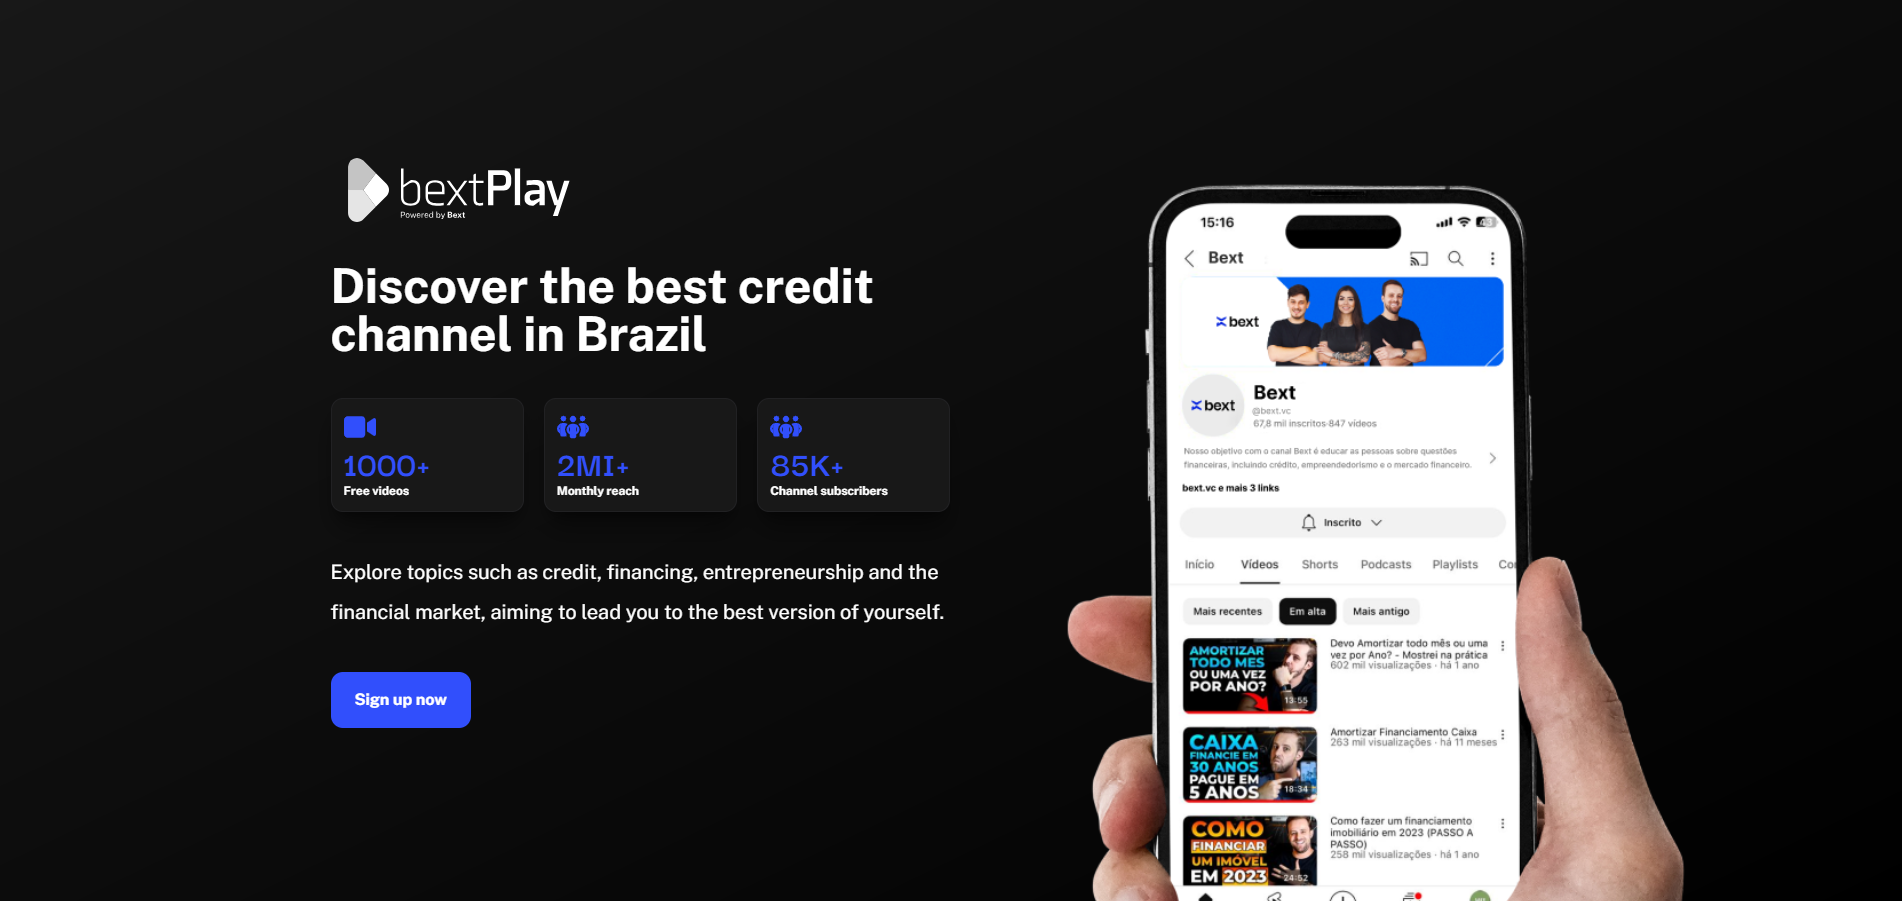 bextPlay
Powered by Bext
Discover the best credit
channel in Brazil
1000+
Free videos
2MI+
Monthly reach
85K+
Channel subscribers
Explore topics such as credit, financing, entrepreneurship and the
financial market, aiming to lead you to the best version of yourself.
Sign up now
15:16
43
Bext
bext
bext
Bext
@bext.vc
67,8 mil inscritos·847 vídeos
Nosso objetivo com o canal Bext é educar as pessoas sobre questões
financeiras, incluindo crédito, empreendedorismo e o mercado financeiro.
bext.vc e mais 3 links
Inscrito
Início Vídeos Shorts Podcasts Playlists Co
Mais recentes Em alta Mais antigo
AMORTIZAR
TODO MES
OU UMA VEZ
POR ANO?
13:55
Devo Amortizar todo mês ou uma
vez por Ano? - Mostrei na prática
602 mil visualizações · há 1 ano
CAIXA
FINANCIE EM
30 ANOS
PAGUE EM
5 ANOS
18:34
Amortizar Financiamento Caixa
263 mil visualizações · há 11 meses
COMO
FINANCIAR
UM IMÓVEL
EM 2023
24:52
Como fazer um financiamento
imobiliário em 2023 (PASSO A
PASSO)
258 mil visualizações · há 1 ano